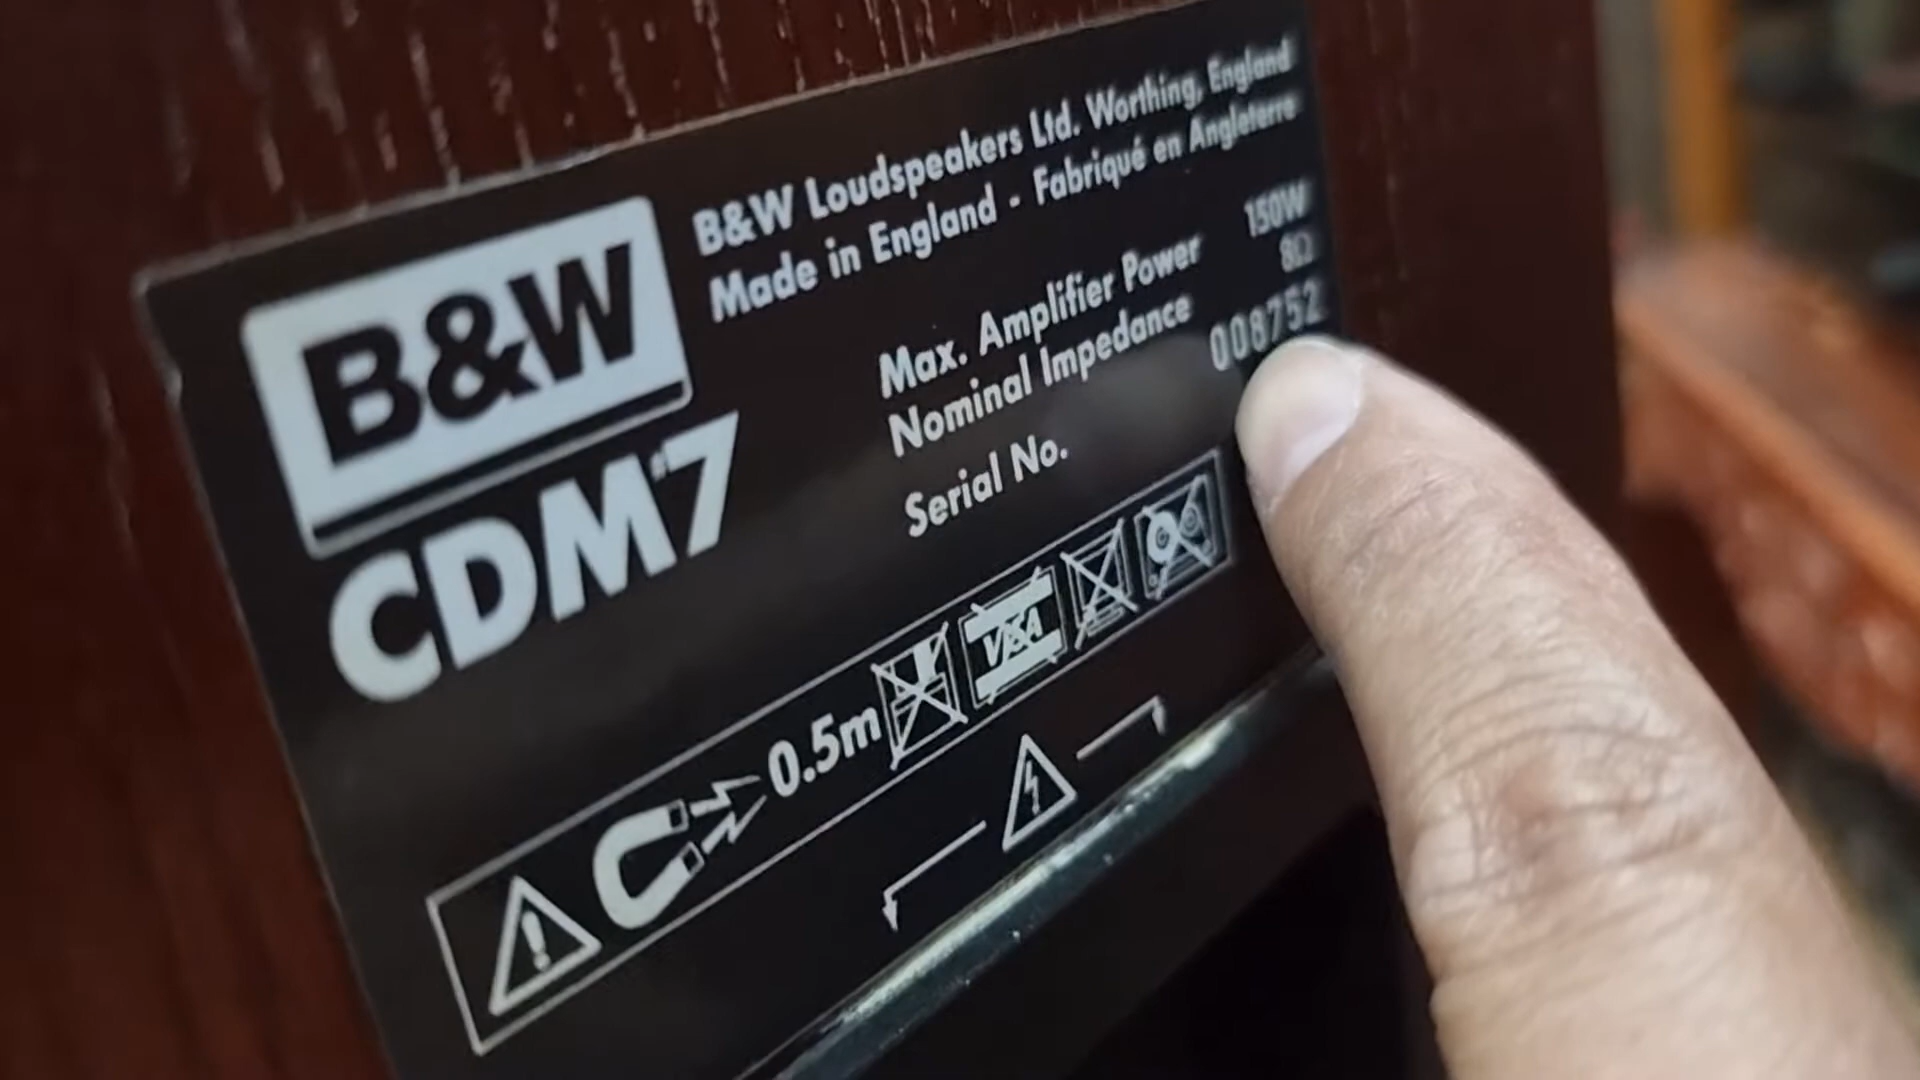 B&W
CDM7
B&W Loudspeakers Ltd. Worthing, England
Made in England - Fabriqué en Angleterre
Max. Amplifier Power 150W
Nominal Impedance 8Ω
Serial No. 008752
0.5m
VISA